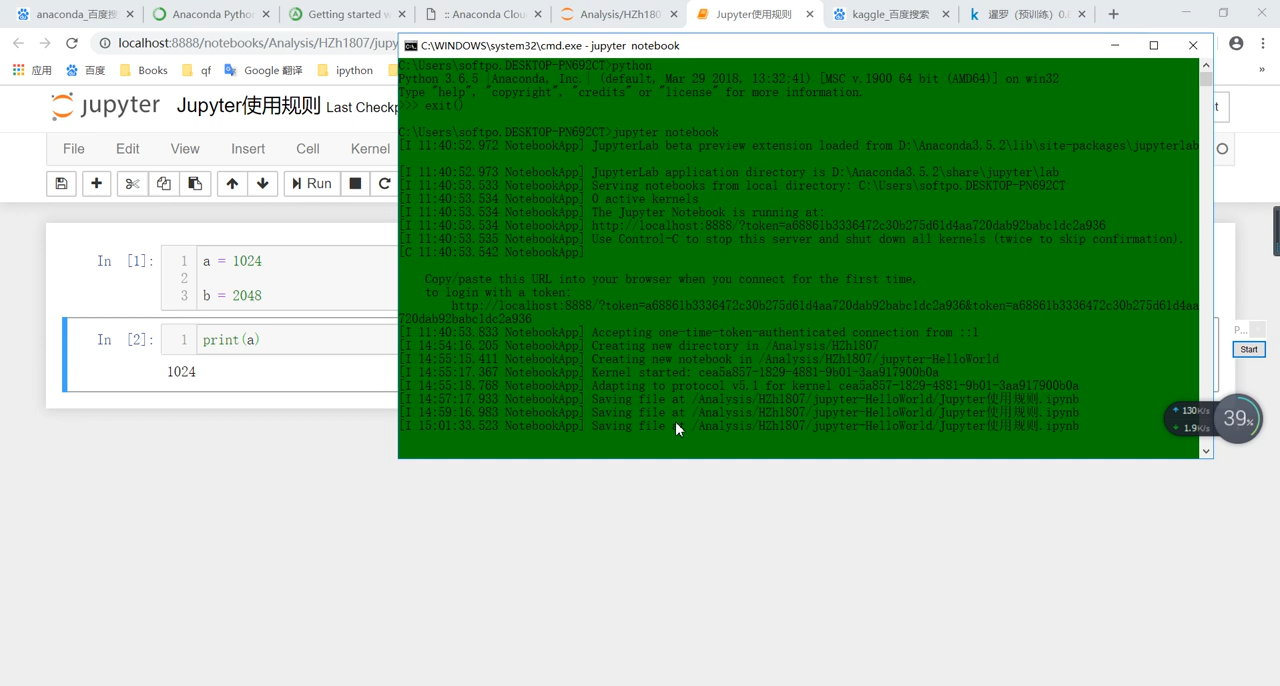 anaconda_百度搜
Anaconda Python
Getting started w
:: Anaconda Clou
Analysis/HZh180
Jupyter使用规则
kaggle_百度搜索
暹罗（预训练）0.
localhost:8888/notebooks/Analysis/HZh1807/jupy
应用
百度
Books
qf
Google 翻译
ipython
»
jupyter
Jupyter使用规则 Last Checkp
File
Edit
View
Insert
Cell
Kernel
Run
In [1]:
1 a = 1024
2
3 b = 2048
In [2]:
1 print(a)
1024
C:\WINDOWS\system32\cmd.exe - jupyter notebook
C:\Users\softpo.DESKTOP-PN692CT>python
Python 3.6.5 |Anaconda, Inc.| (default, Mar 29 2018, 13:32:41) [MSC v.1900 64 bit (AMD64)] on win32
Type "help", "copyright", "credits" or "license" for more information.
>>> exit()
C:\Users\softpo.DESKTOP-PN692CT>jupyter notebook
[I 11:40:52.972 NotebookApp] JupyterLab beta preview extension loaded from D:\Anaconda3.5.2\lib\site-packages\jupyterlab
[I 11:40:52.973 NotebookApp] JupyterLab application directory is D:\Anaconda3.5.2\share\jupyter\lab
[I 11:40:53.533 NotebookApp] Serving notebooks from local directory: C:\Users\softpo.DESKTOP-PN692CT
[I 11:40:53.534 NotebookApp] 0 active kernels
[I 11:40:53.534 NotebookApp] The Jupyter Notebook is running at:
[I 11:40:53.534 NotebookApp] http://localhost:8888/?token=a68861b3336472c30b275d61d4aa720dab92babc1dc2a936
[I 11:40:53.535 NotebookApp] Use Control-C to stop this server and shut down all kernels (twice to skip confirmation).
[C 11:40:53.542 NotebookApp]
Copy/paste this URL into your browser when you connect for the first time,
to login with a token:
http://localhost:8888/?token=a68861b3336472c30b275d61d4aa720dab92babc1dc2a936&token=a68861b3336472c30b275d61d4aa
720dab92babc1dc2a936
[I 11:40:53.833 NotebookApp] Accepting one-time-token-authenticated connection from ::1
[I 14:54:16.205 NotebookApp] Creating new directory in /Analysis/HZh1807
[I 14:55:15.411 NotebookApp] Creating new notebook in /Analysis/HZh1807/jupyter-HelloWorld
[I 14:55:17.367 NotebookApp] Kernel started: cea5a857-1829-4881-9b01-3aa917900b0a
[I 14:55:18.768 NotebookApp] Adapting to protocol v5.1 for kernel cea5a857-1829-4881-9b01-3aa917900b0a
[I 14:57:17.933 NotebookApp] Saving file at /Analysis/HZh1807/jupyter-HelloWorld/Jupyter使用规则.ipynb
[I 14:59:16.983 NotebookApp] Saving file at /Analysis/HZh1807/jupyter-HelloWorld/Jupyter使用规则.ipynb
[I 15:01:33.523 NotebookApp] Saving file at /Analysis/HZh1807/jupyter-HelloWorld/Jupyter使用规则.ipynb
t
P...
Start
130K/s
1.9K/s
39%